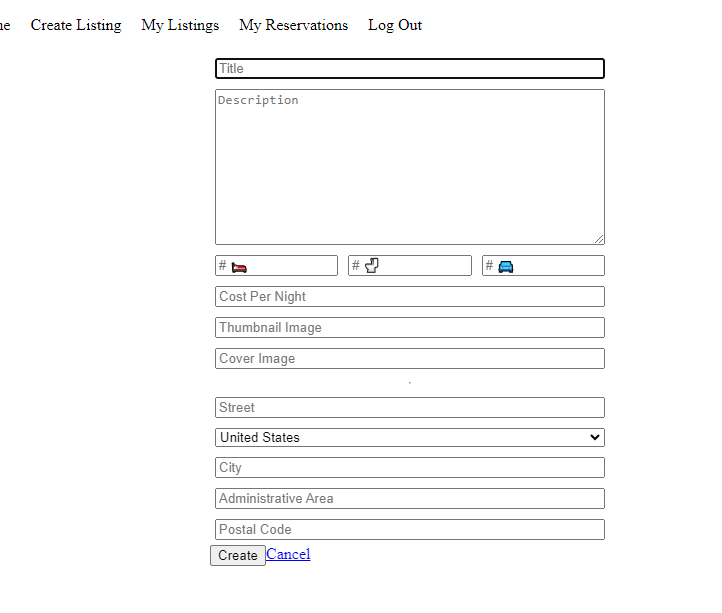 ne Create Listing My Listings My Reservations Log Out
Title
Description
# # #
Cost Per Night
Thumbnail Image
Cover Image
Street
United States
City
Administrative Area
Postal Code
Create Cancel